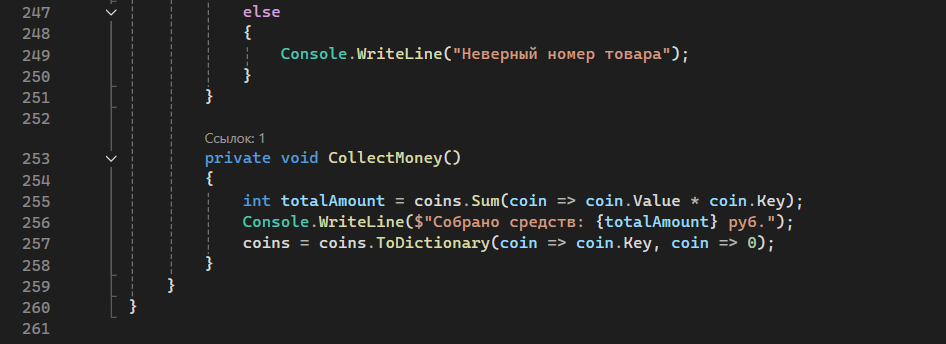 247 else
248 {
249 Console.WriteLine("Неверный номер товара");
250 }
251 }
252
Ссылок: 1
253 private void CollectMoney()
254 {
255 int totalAmount = coins.Sum(coin => coin.Value * coin.Key);
256 Console.WriteLine($"Собрано средств: {totalAmount} руб.");
257 coins = coins.ToDictionary(coin => coin.Key, coin => 0);
258 }
259 }
260 }
261